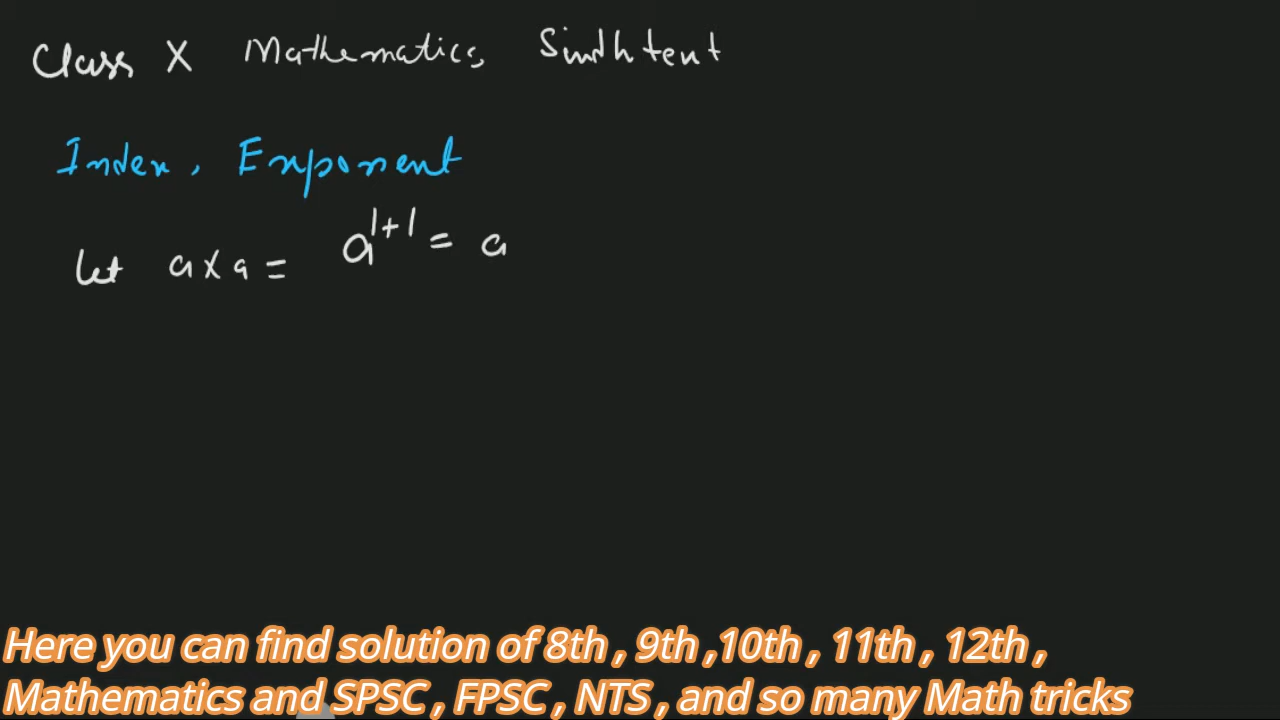 Class X Mathematics, Sindh text
Index, Exponent
Let a x a = a^1+1 = a
Here you can find solution of 8th , 9th ,10th , 11th , 12th ,
Mathematics and SPSC , FPSC , NTS , and so many Math tricks